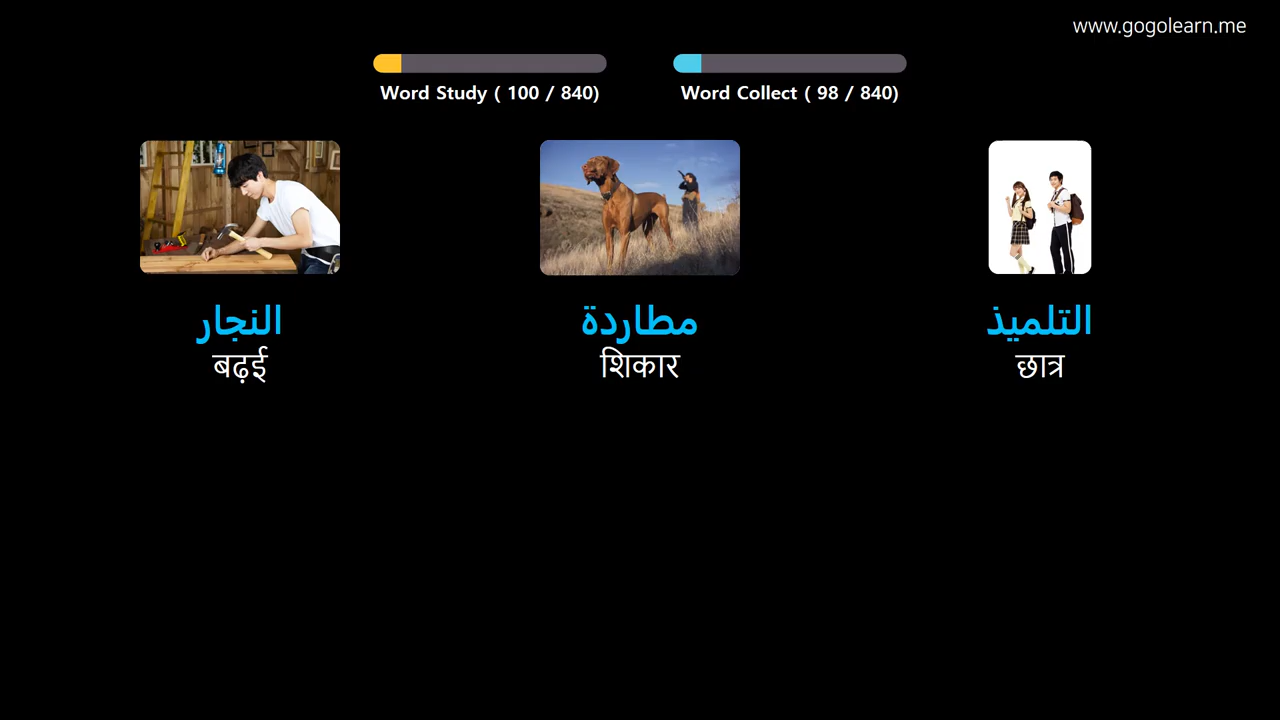 www.gogolearn.me
Word Study ( 100 / 840)
Word Collect ( 98 / 840)
النجار
बढ़ई
مطاردة
शिकार
التلميذ
छात्र